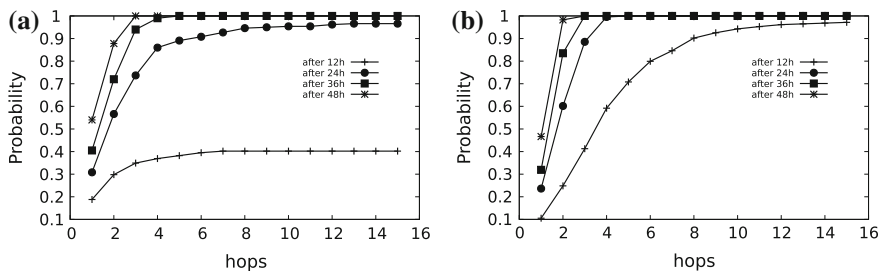 (a)
Probability
1
0.9
0.8
0.7
0.6
0.5
0.4
0.3
0.2
0.1
0 2 4 6 8 10 12 14 16
hops
after 12h
after 24h
after 36h
after 48h
(b)
Probability
1
0.9
0.8
0.7
0.6
0.5
0.4
0.3
0.2
0.1
0 2 4 6 8 10 12 14 16
hops
after 12h
after 24h
after 36h
after 48h